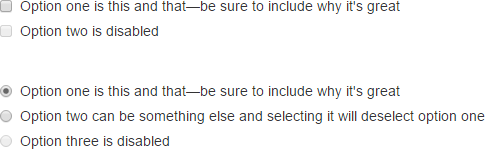 Option one is this and that—be sure to include why it's great
Option two is disabled
Option one is this and that—be sure to include why it's great
Option two can be something else and selecting it will deselect option one
Option three is disabled